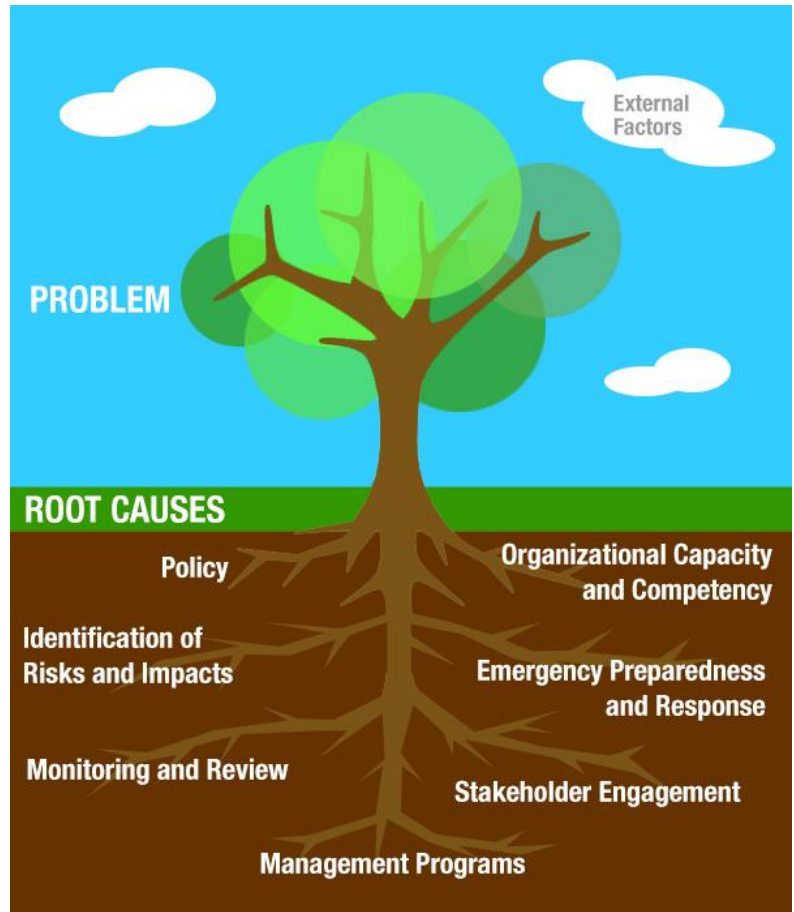 External
Factors
PROBLEM
ROOT CAUSES
Policy
Organizational Capacity
and Competency
Identification of
Risks and Impacts
Emergency Preparedness
and Response
Monitoring and Review
Stakeholder Engagement
Management Programs